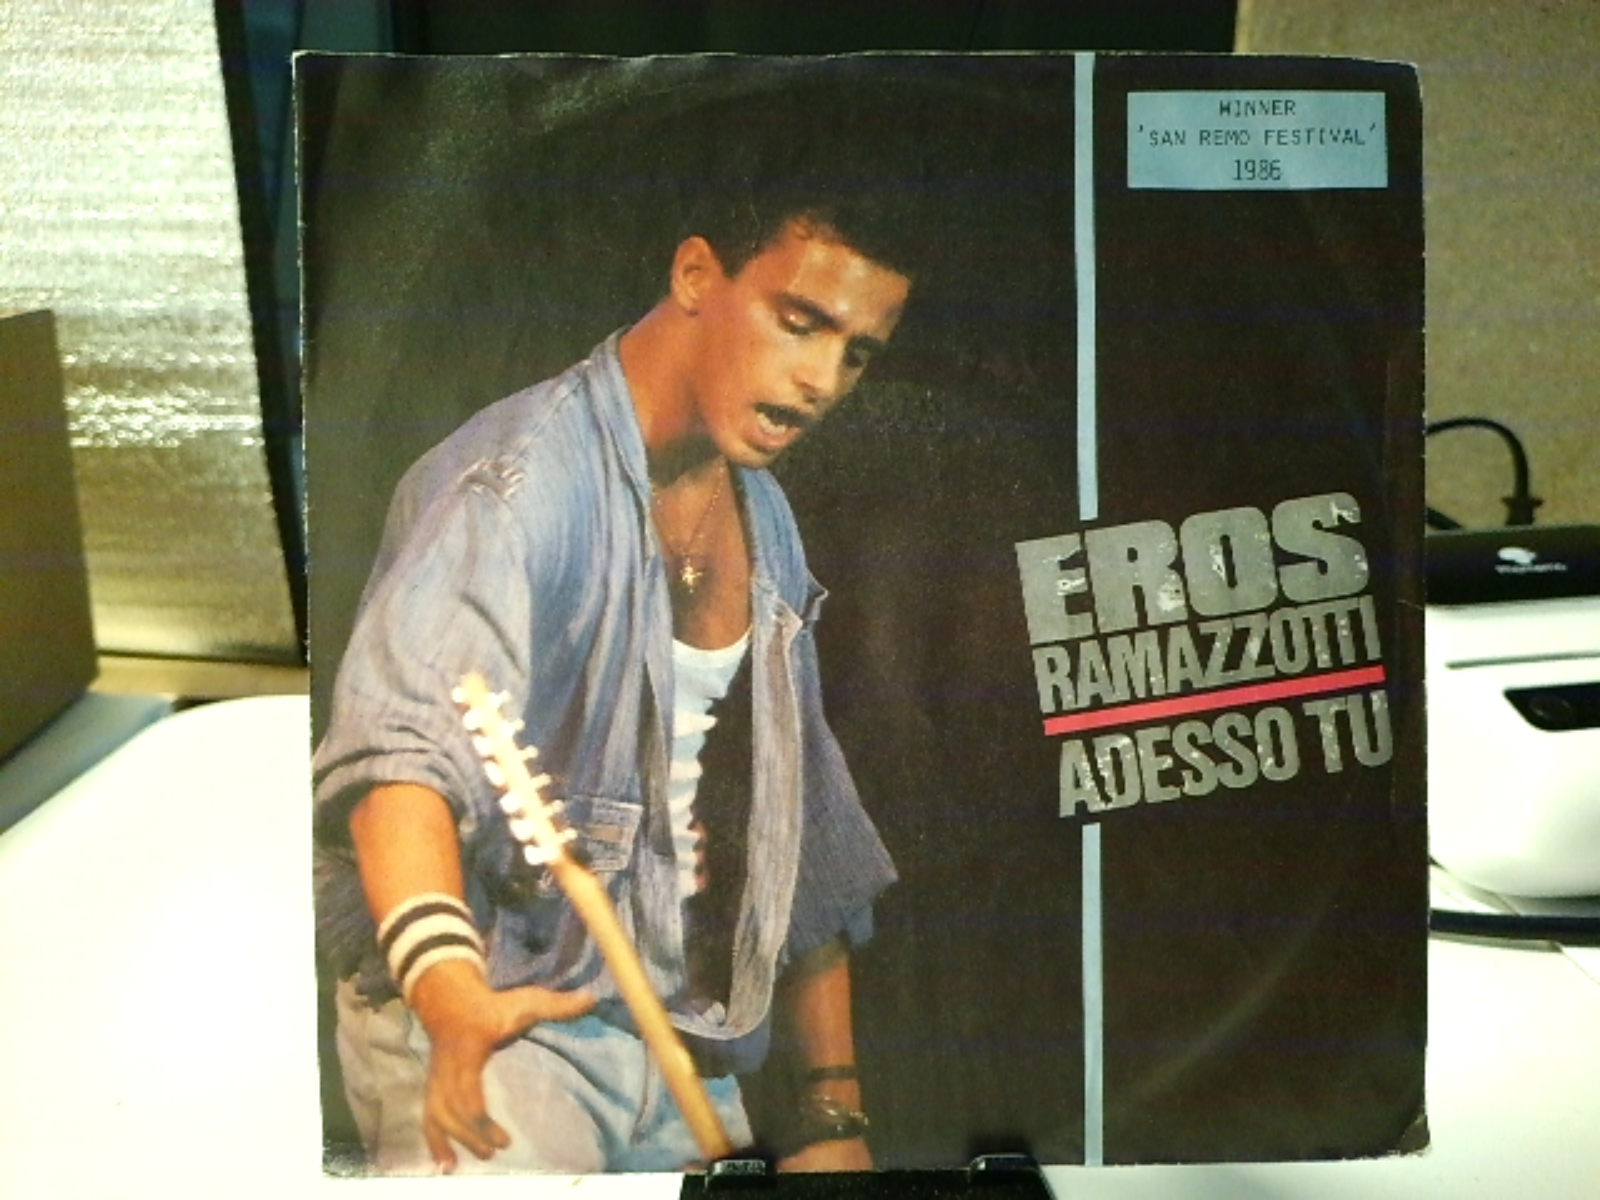 WINNER
'SAN REMO FESTIVAL'
1986
EROS
RAMAZZOTTI
ADESSO TU